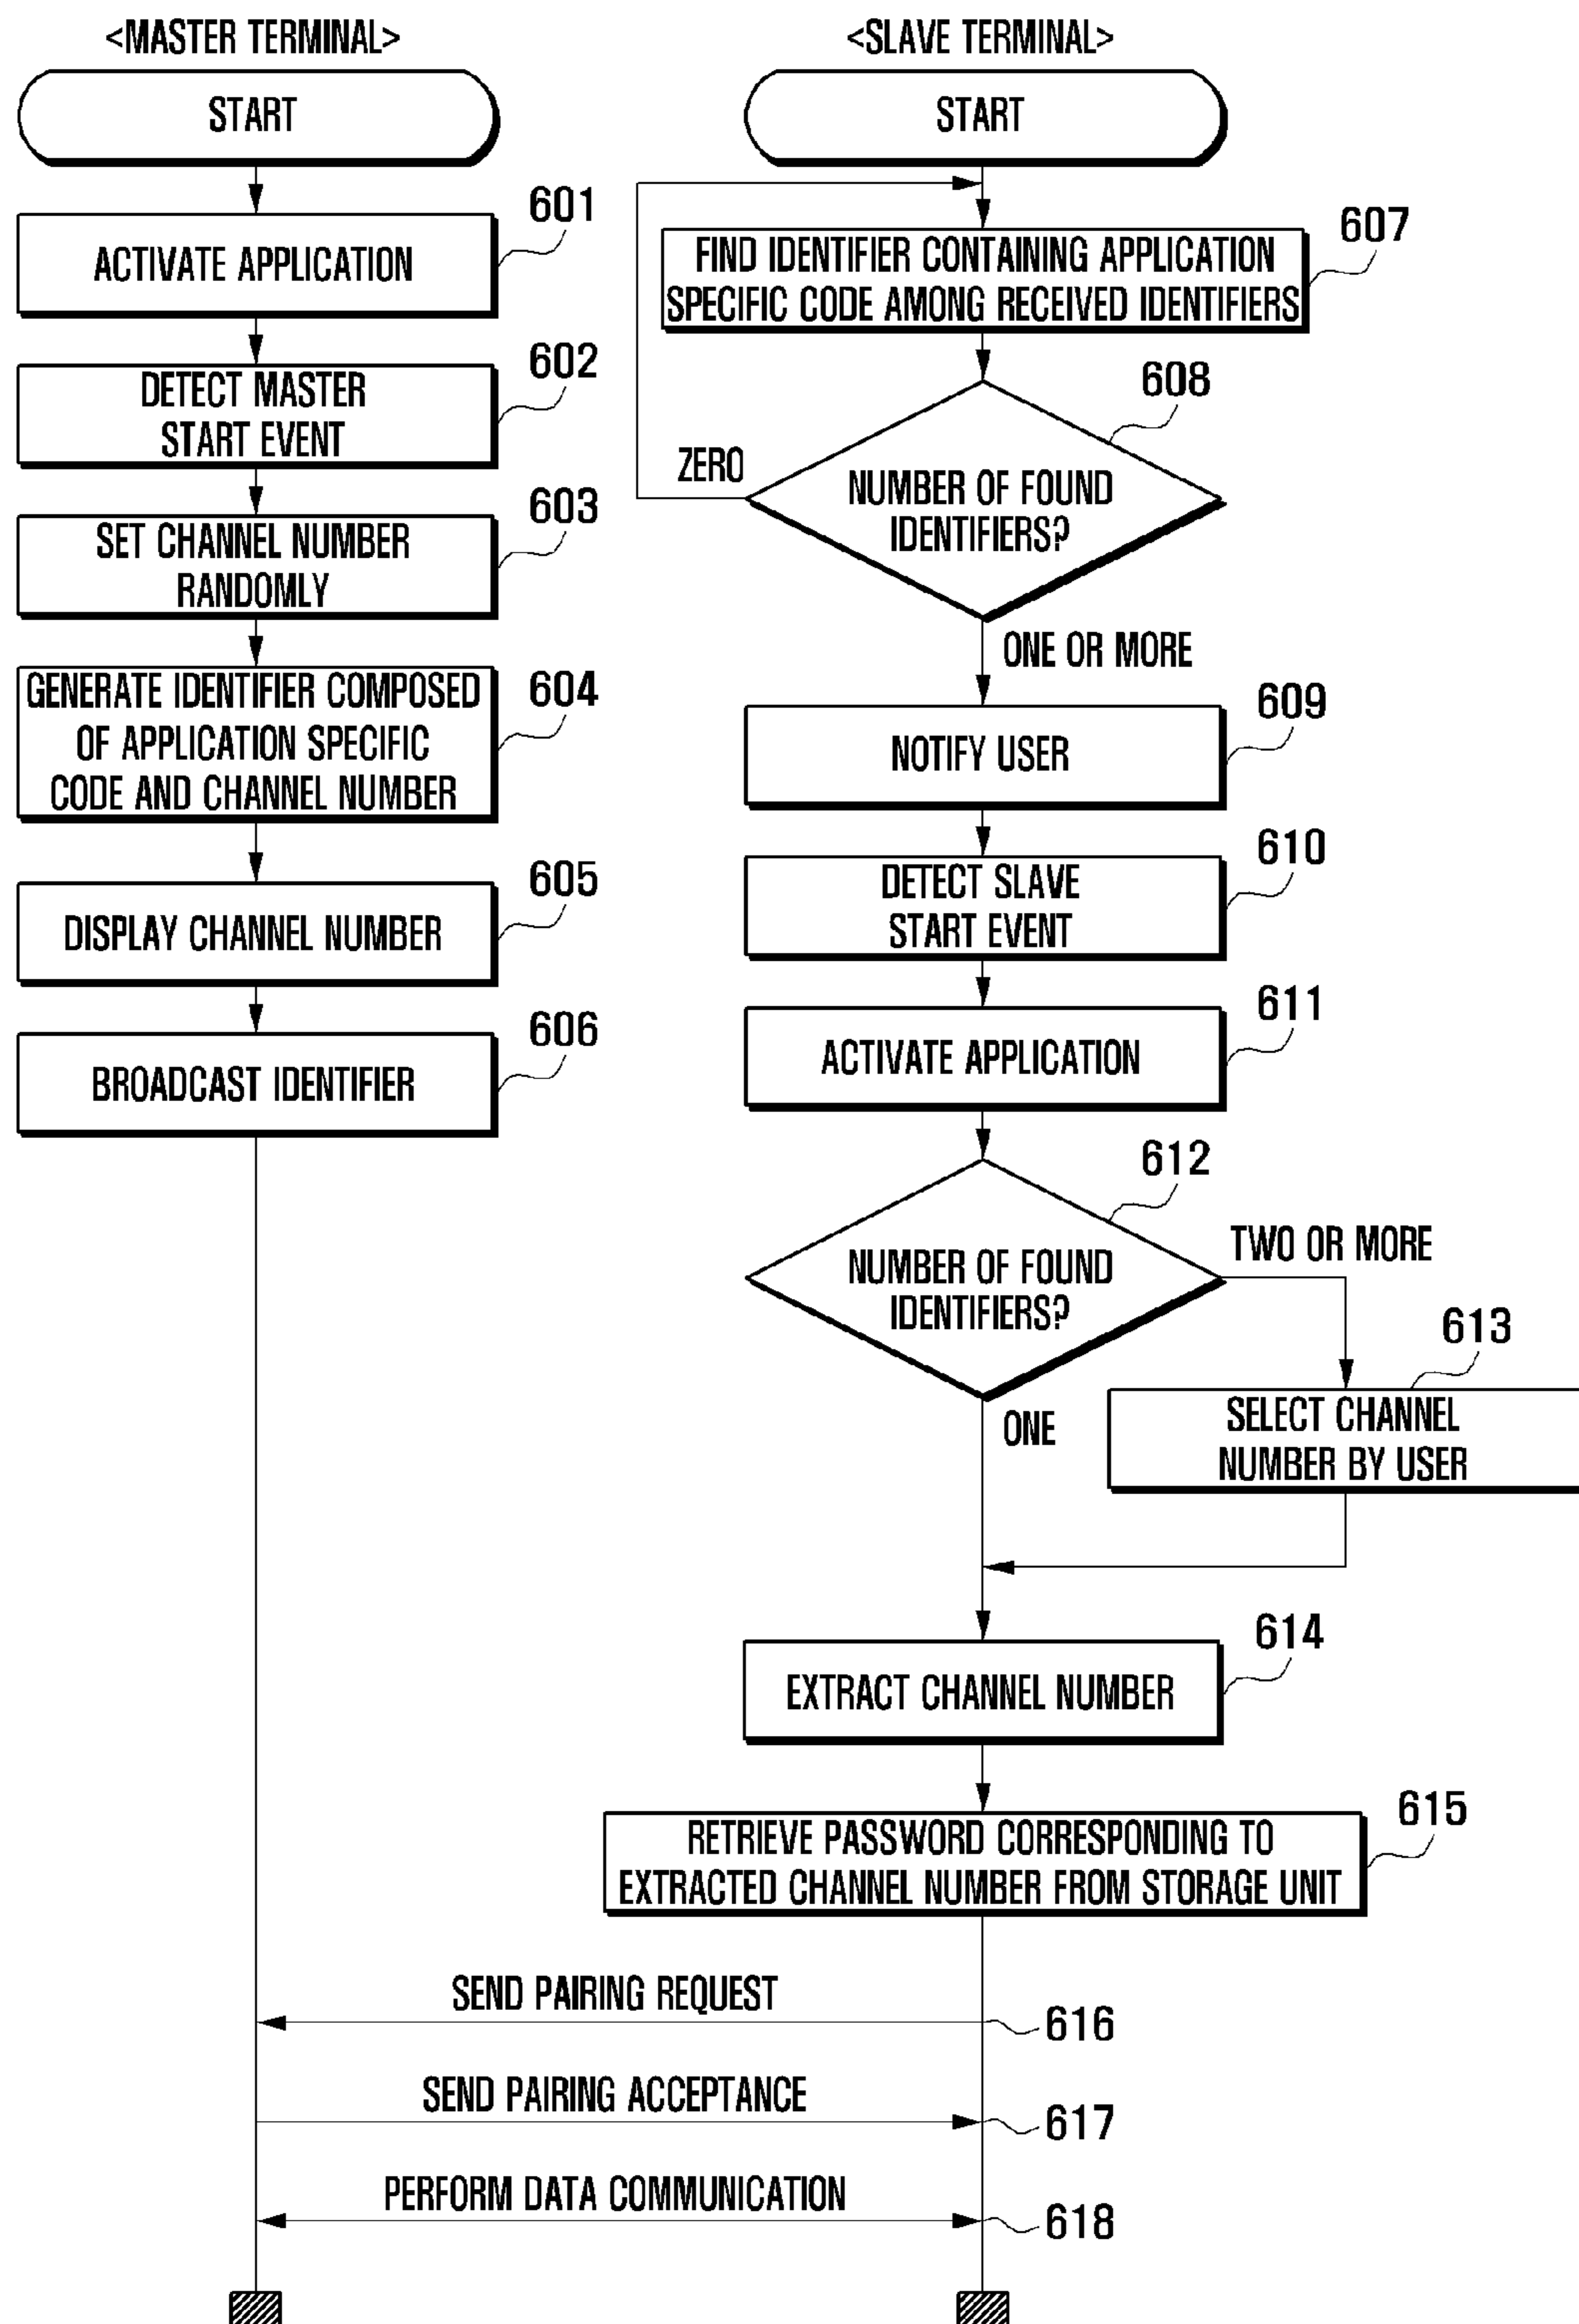 <MASTER TERMINAL>
START
601
ACTIVATE APPLICATION
602
DETECT MASTER
START EVENT
603
SET CHANNEL NUMBER
RANDOMLY
604
GENERATE IDENTIFIER COMPOSED
OF APPLICATION SPECIFIC
CODE AND CHANNEL NUMBER
605
DISPLAY CHANNEL NUMBER
606
BROADCAST IDENTIFIER
<SLAVE TERMINAL>
START
607
FIND IDENTIFIER CONTAINING APPLICATION
SPECIFIC CODE AMONG RECEIVED IDENTIFIERS
608
ZERO
NUMBER OF FOUND
IDENTIFIERS?
ONE OR MORE
609
NOTIFY USER
610
DETECT SLAVE
START EVENT
611
ACTIVATE APPLICATION
612
TWO OR MORE
NUMBER OF FOUND
IDENTIFIERS?
613
ONE
SELECT CHANNEL
NUMBER BY USER
614
EXTRACT CHANNEL NUMBER
615
RETRIEVE PASSWORD CORRESPONDING TO
EXTRACTED CHANNEL NUMBER FROM STORAGE UNIT
SEND PAIRING REQUEST
616
SEND PAIRING ACCEPTANCE
617
PERFORM DATA COMMUNICATION
618